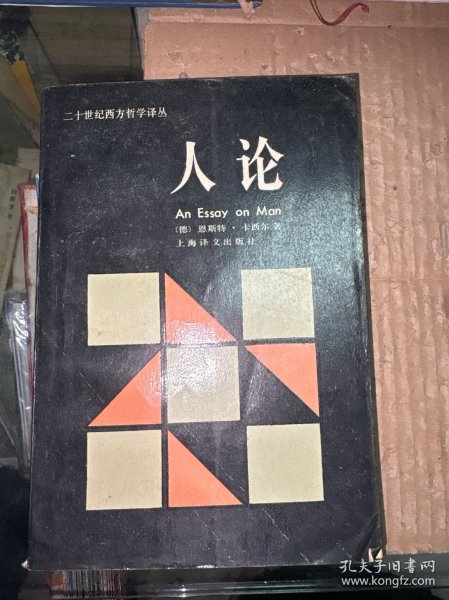 二十世纪西方哲学译丛
人论
An Essay on Man
〔德〕恩斯特·卡西尔 著
上海译文出版社
孔夫子旧书网
www.kongfz.com